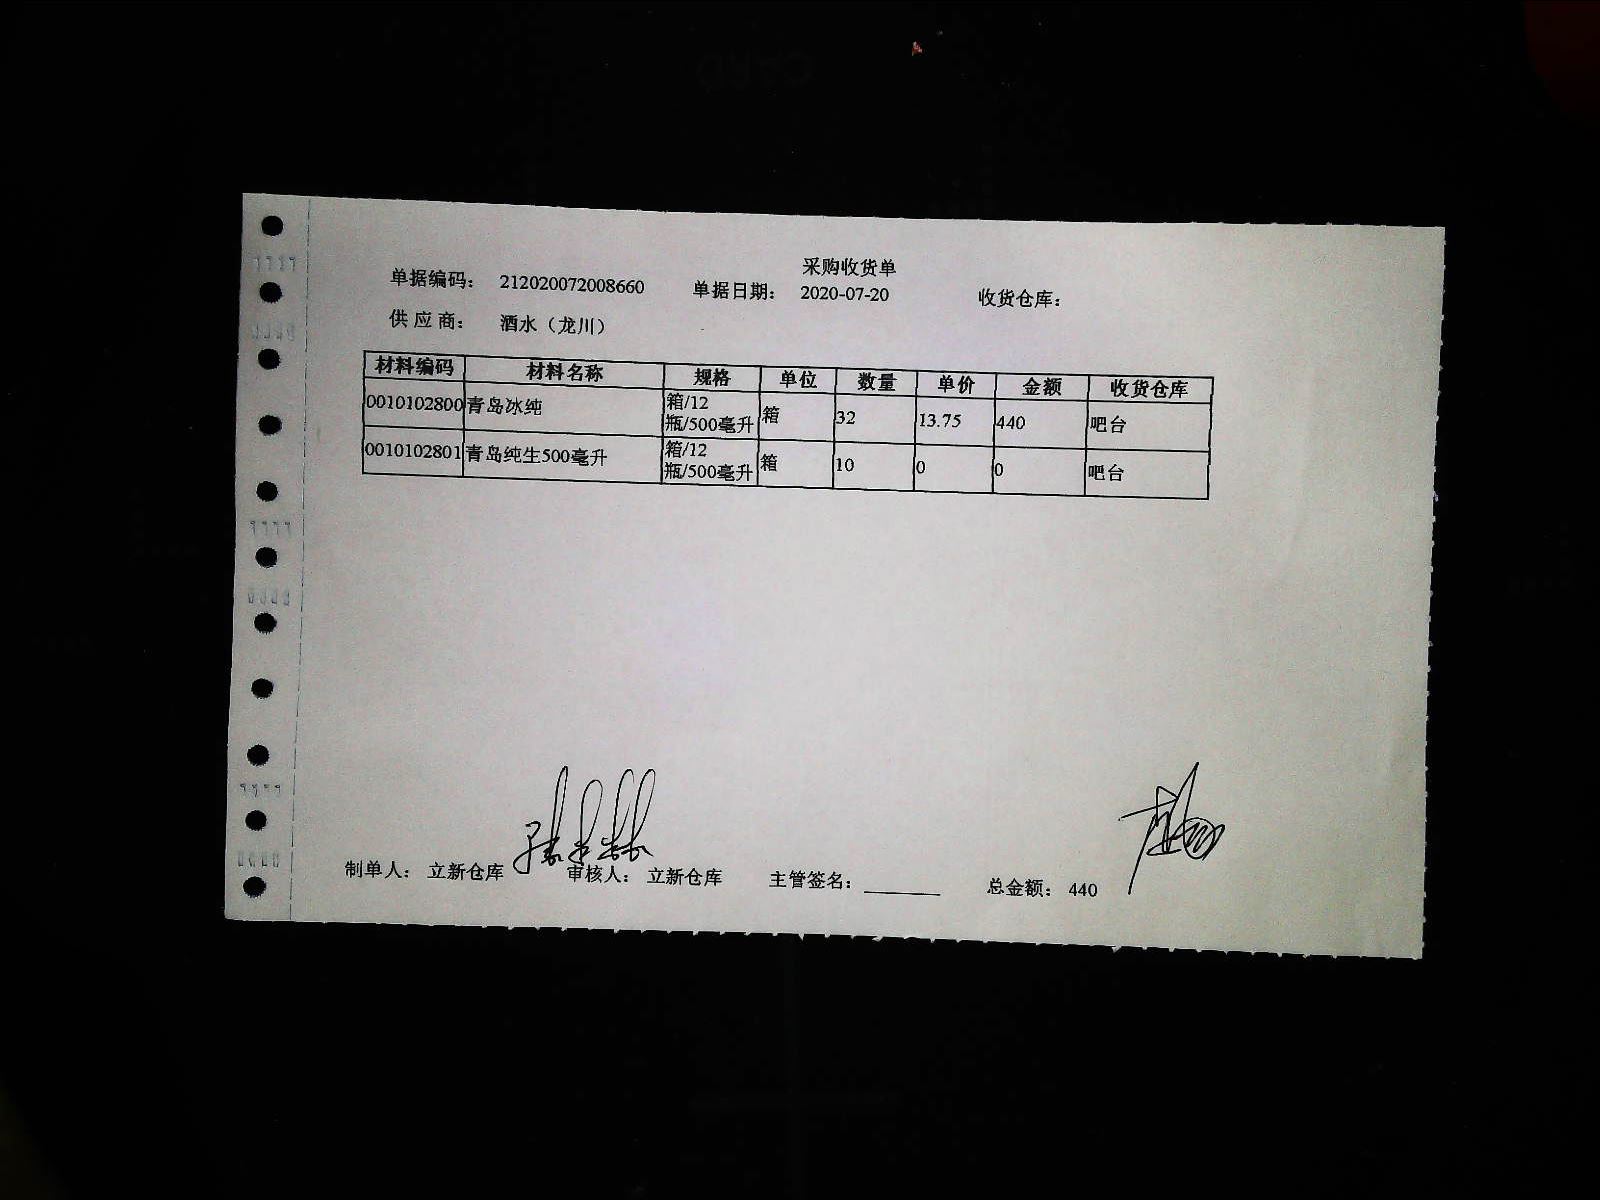 采购收货单
单据编码： 212020072008660 单据日期： 2020-07-20 收货仓库：
供 应 商： 酒水（龙川）
材料编码 材料名称 规格 单位 数量 单价 金额 收货仓库
0010102800 青岛冰纯 箱/12瓶/500毫升 箱 32 13.75 440 吧台
0010102801 青岛纯生500毫升 箱/12瓶/500毫升 箱 10 0 0 吧台
制单人： 立新仓库 审核人： 立新仓库 主管签名： 总金额： 440